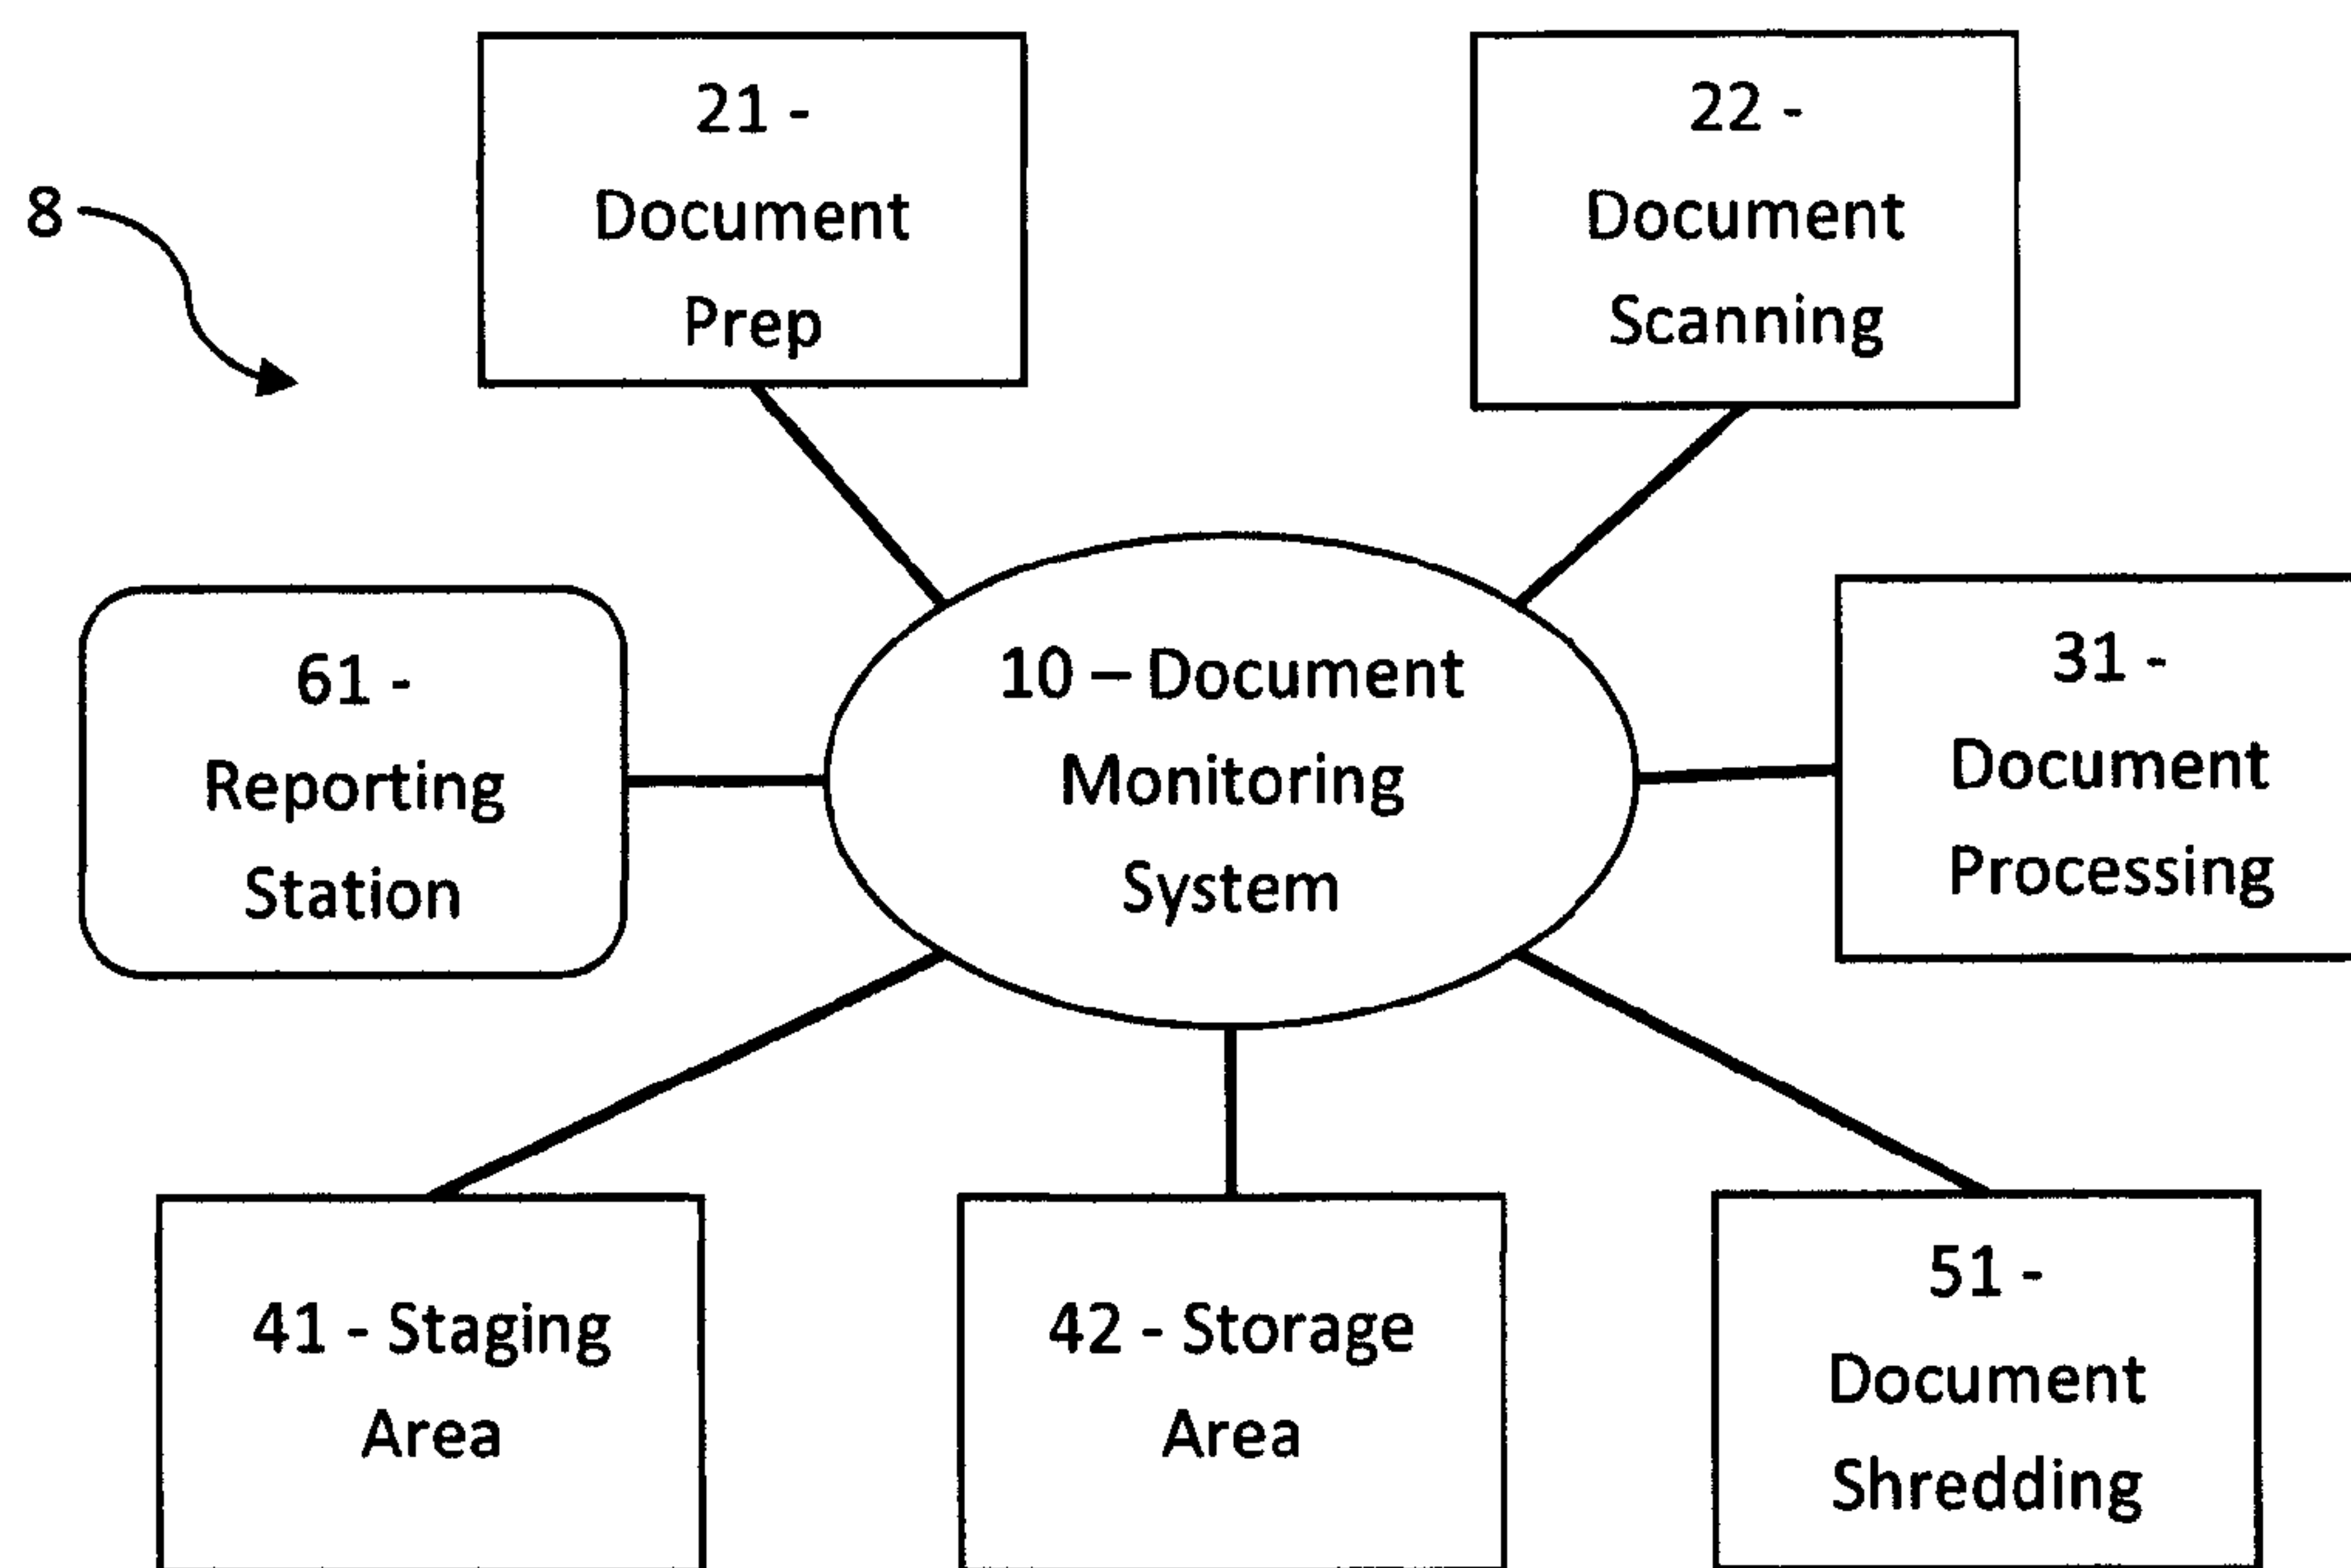 21 -
Document
Prep
22 -
Document
Scanning
8
61 -
Reporting
Station
10 – Document
Monitoring
System
31 -
Document
Processing
41 - Staging
Area
42 - Storage
Area
51 -
Document
Shredding